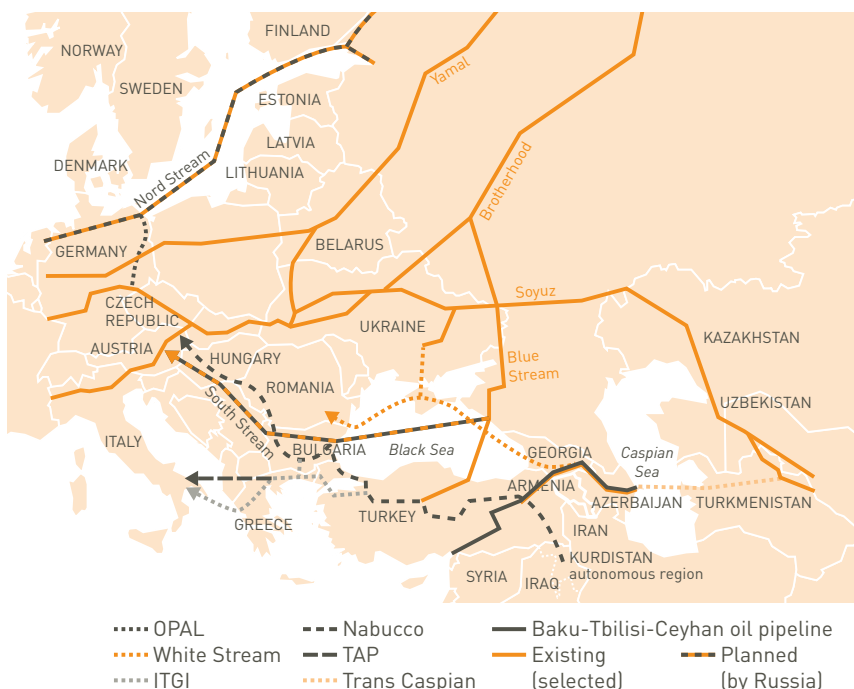 FINLAND
NORWAY
SWEDEN
Yamal
ESTONIA
LATVIA
DENMARK
Nord Stream
LITHUANIA
Brotherhood
GERMANY
BELARUS
Soyuz
CZECH
REPUBLIC
UKRAINE
KAZAKHSTAN
AUSTRIA
HUNGARY
Blue
Stream
ROMANIA
South Stream
UZBEKISTAN
ITALY
BULGARIA
Black Sea
GEORGIA
Caspian
Sea
ARMENIA
AZERBAIJAN
TURKMENISTAN
GREECE
TURKEY
IRAN
SYRIA
IRAQ
KURDISTAN
autonomous region
OPAL
Nabucco
Baku-Tbilisi-Ceyhan oil pipeline
White Stream
TAP
Existing
(selected)
Planned
(by Russia)
ITGI
Trans Caspian